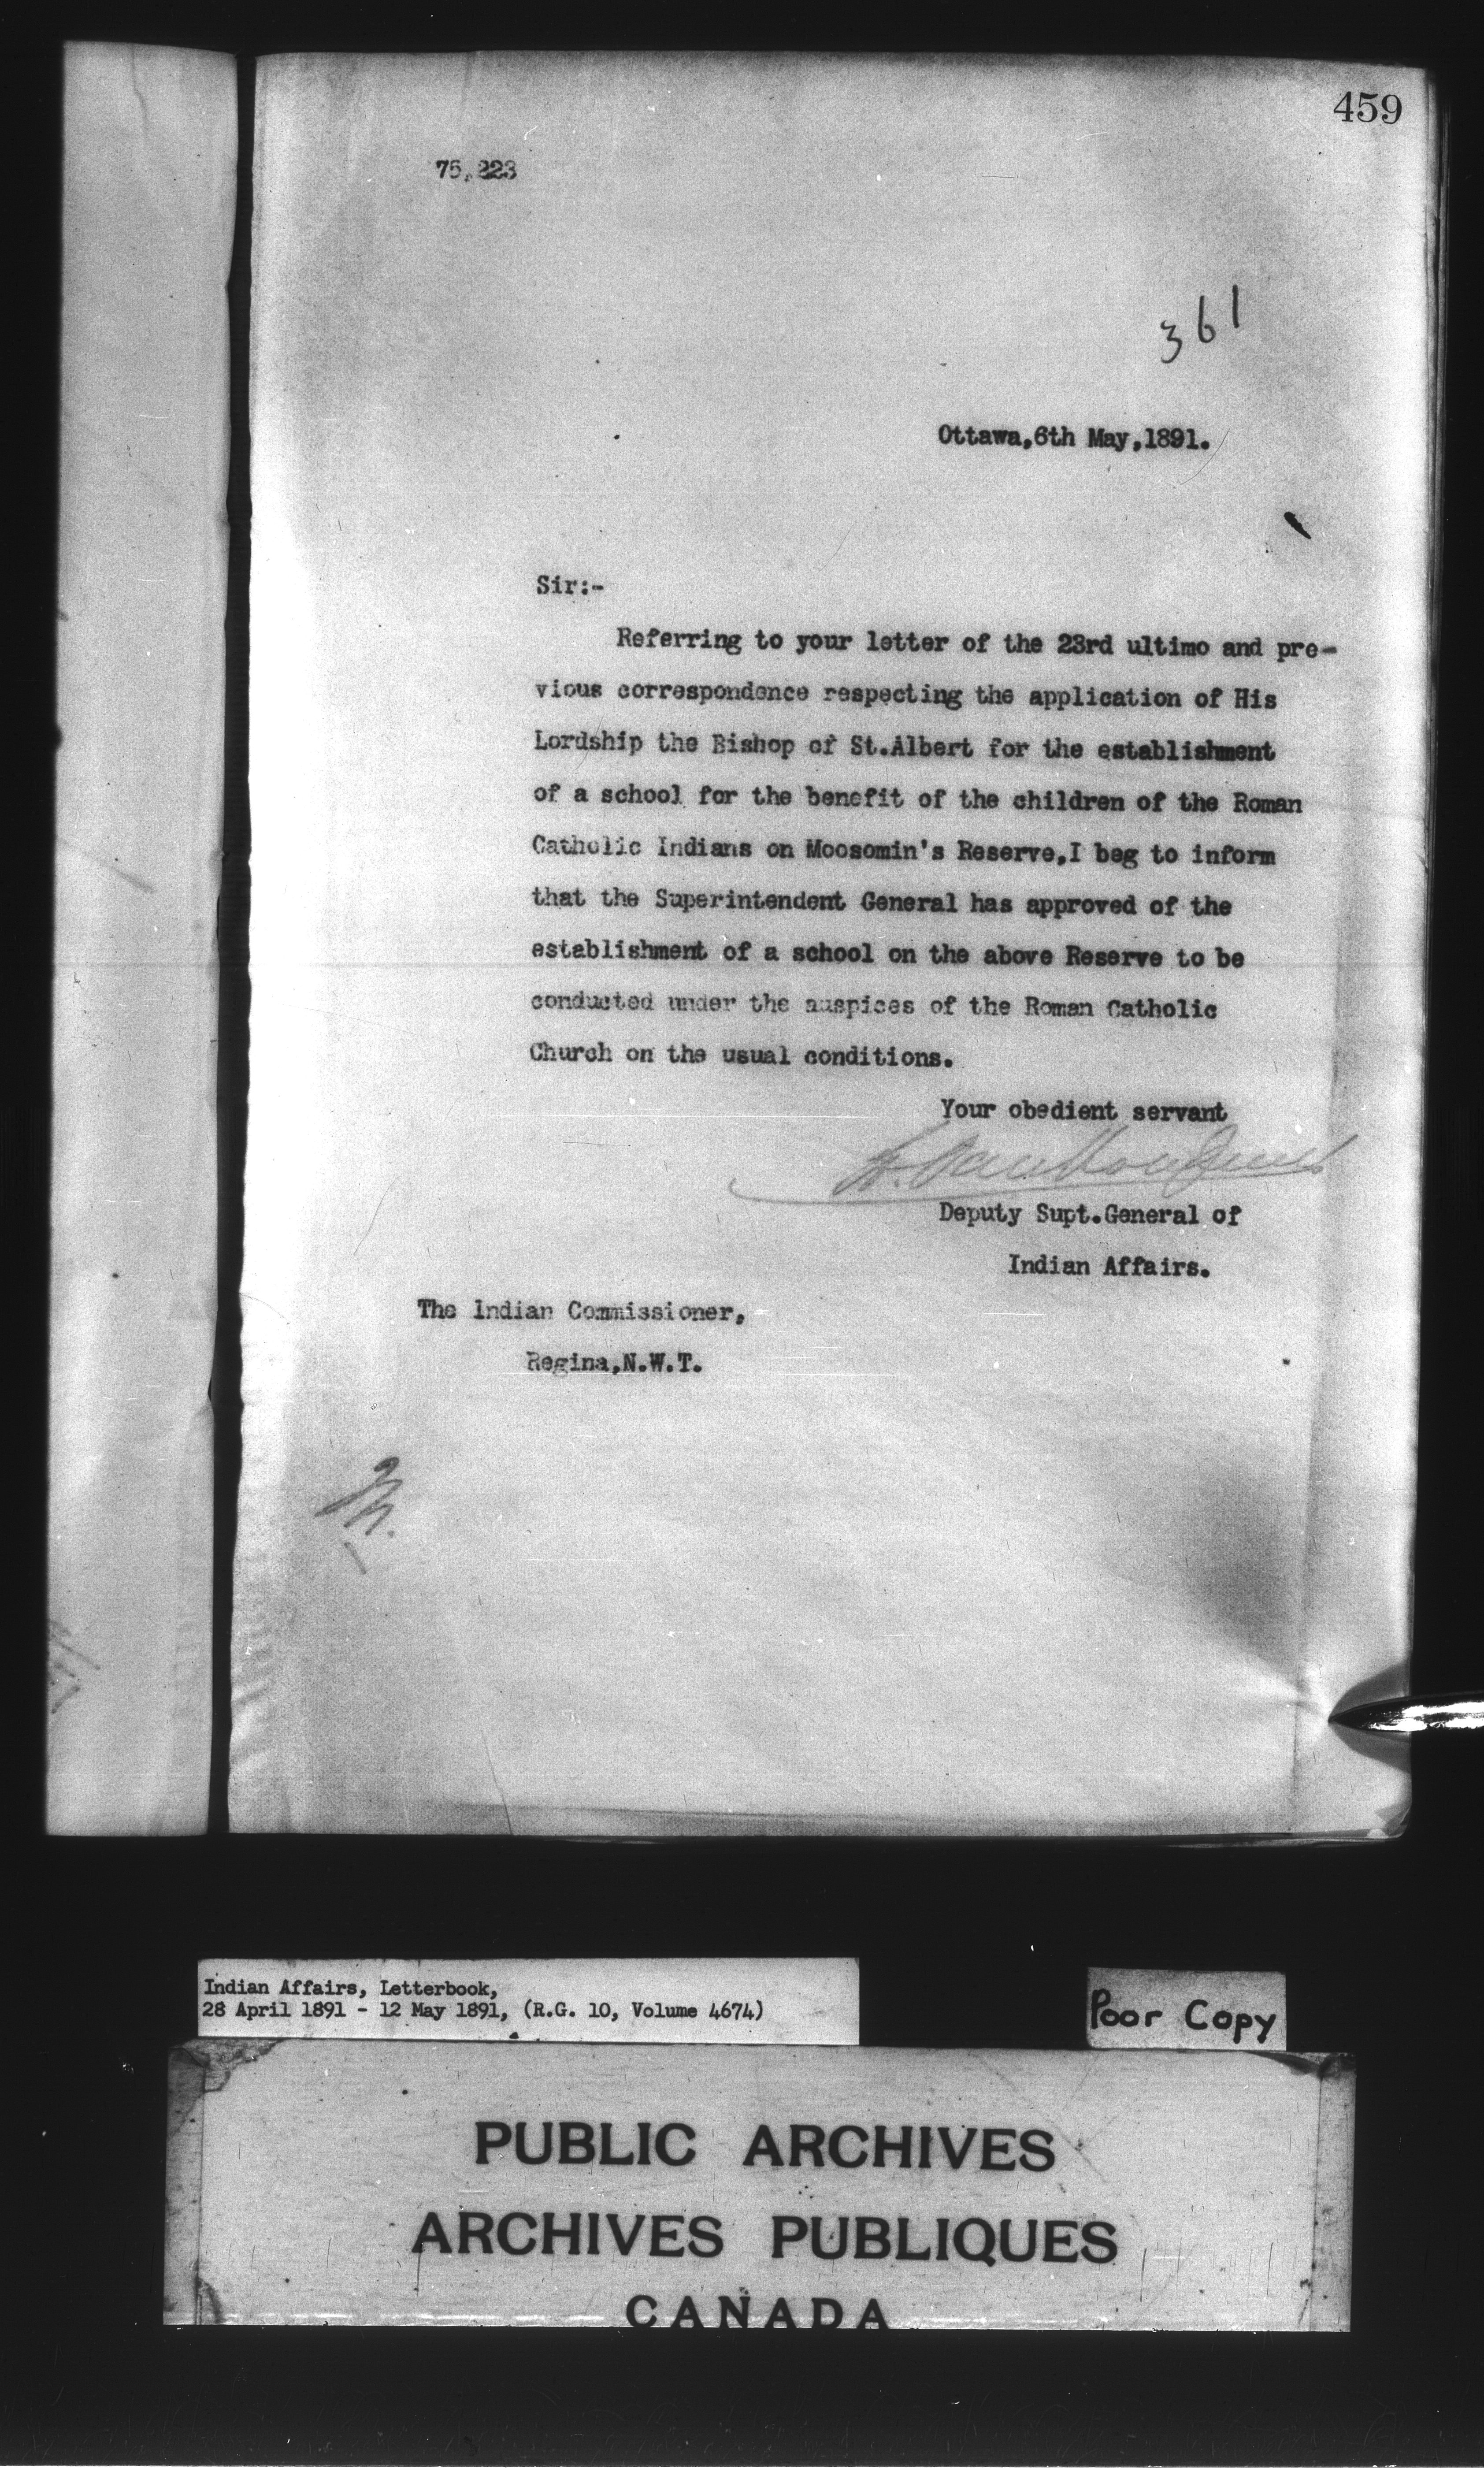 459
75,223
361
Ottawa,6th May,1891.
Sir:-
Referring to your letter of the 23rd ultimo and pre-
vious correspondence respecting the application of His
Lordship the Bishop of St.Albert for the establishment
of a school for the benefit of the children of the Roman
Catholic Indians on Moosomin's Reserve,I beg to inform
that the Superintendent General has approved of the
establishment of a school on the above Reserve to be
conducted under the auspices of the Roman Catholic
Church on the usual conditions.
Your obedient servant
L. Vankoughnet
Deputy Supt.General of
Indian Affairs.
The Indian Commissioner,
Regina,N.W.T.
Indian Affairs, Letterbook,
28 April 1891 - 12 May 1891, (R.G. 10, Volume 4674)
Poor Copy
PUBLIC ARCHIVES
ARCHIVES PUBLIQUES
CANADA